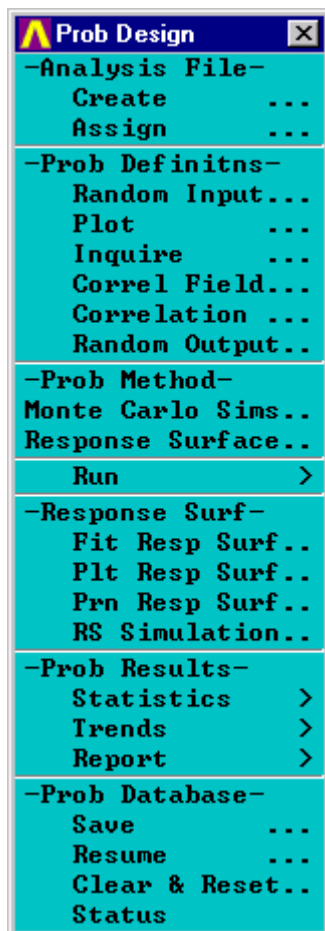 Prob Design
-Analysis File-
Create ...
Assign ...
-Prob Definitns-
Random Input...
Plot ...
Inquire ...
Correl Field...
Correlation ...
Random Output..
-Prob Method-
Monte Carlo Sims..
Response Surface..
Run >
-Response Surf-
Fit Resp Surf..
Plt Resp Surf..
Prn Resp Surf..
RS Simulation..
-Prob Results-
Statistics >
Trends >
Report >
-Prob Database-
Save ...
Resume ...
Clear & Reset..
Status